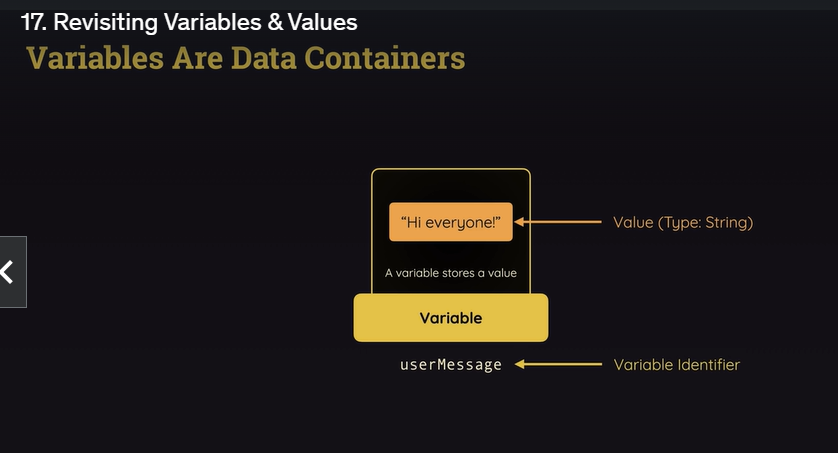 17. Revisiting Variables & Values
Variables Are Data Containers
“Hi everyone!”
Value (Type: String)
A variable stores a value
Variable
userMessage
Variable Identifier